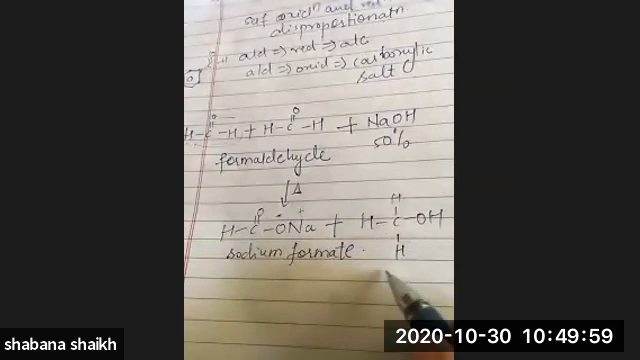 self oxidn and red
disproportionatn
ald ⇒ red ⇒ alc
ald ⇒ oxid ⇒ carboxylic
salt
O O
|| ||
H-C-H + H-C-H + NaOH
50%
formaldehyde
↓ Δ
O H
|| - + |
H-C-ONa + H-C-OH
|
sodium formate. H
shabana shaikh
2020-10-30 10:49:59